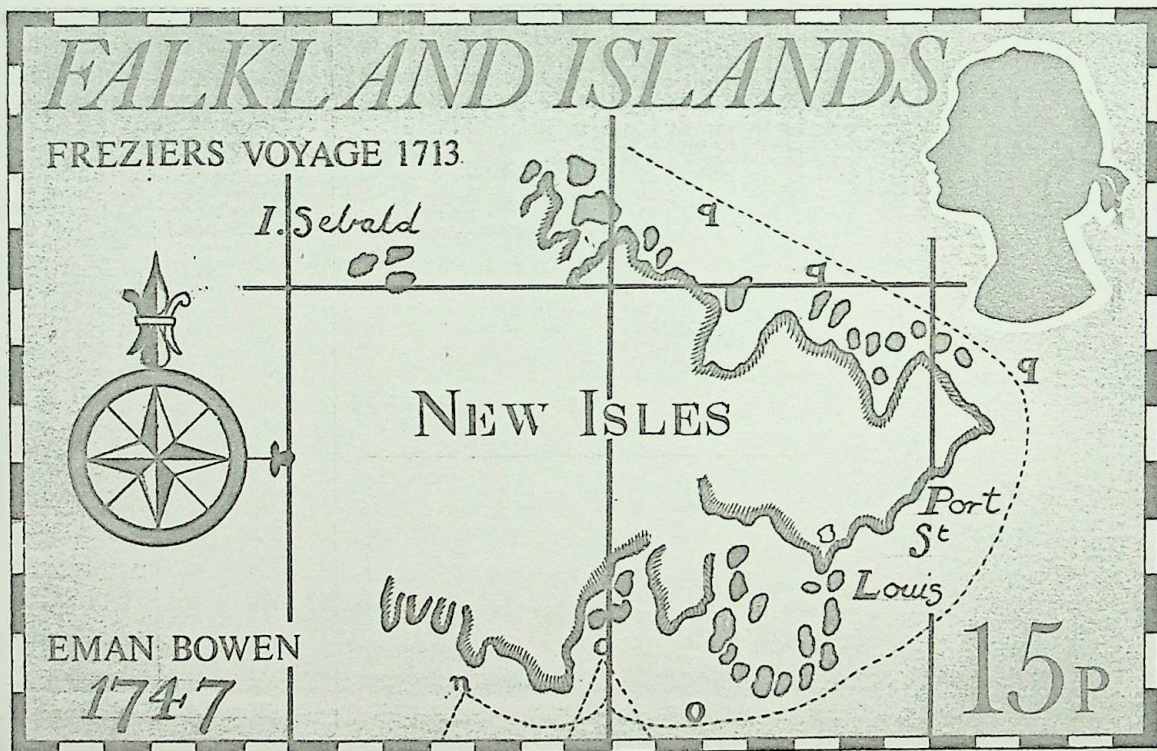 FALKLAND ISLANDS
FREZIERS VOYAGE 1713
I. Sebald
q
q
q
NEW ISLES
Port
St
Louis
EMAN BOWEN
1747
n
o
15P